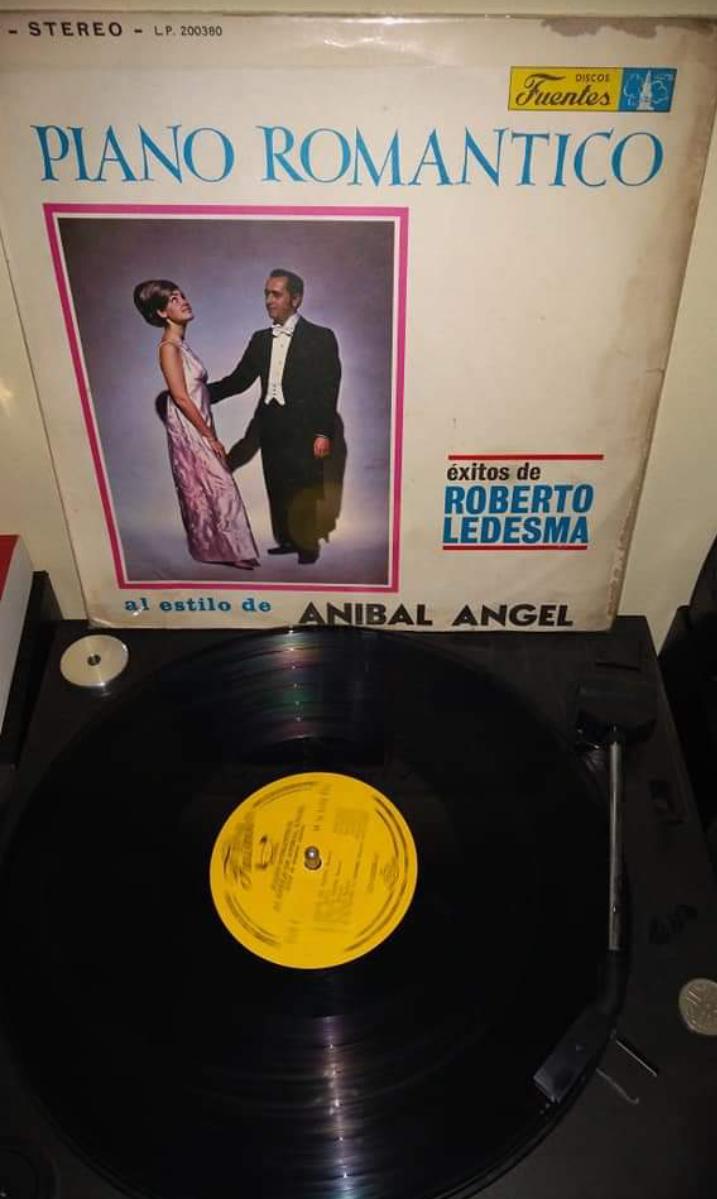 - STEREO - L.P. 200380
DISCOS
Fuentes
PIANO ROMANTICO
éxitos de
ROBERTO
LEDESMA
al estilo de ANIBAL ANGEL